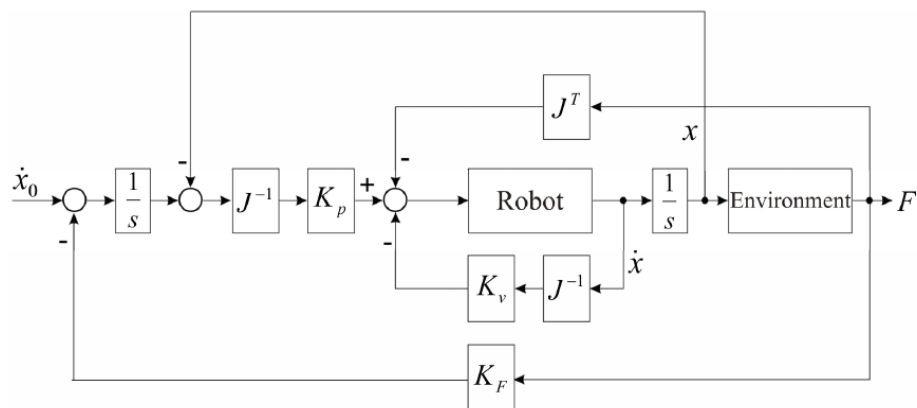 -
J^T
x
-
ẋ_0
1/s
J^{-1}
K_p
+
Robot
1/s
Environment
F
-
-
ẋ
K_v
J^{-1}
K_F